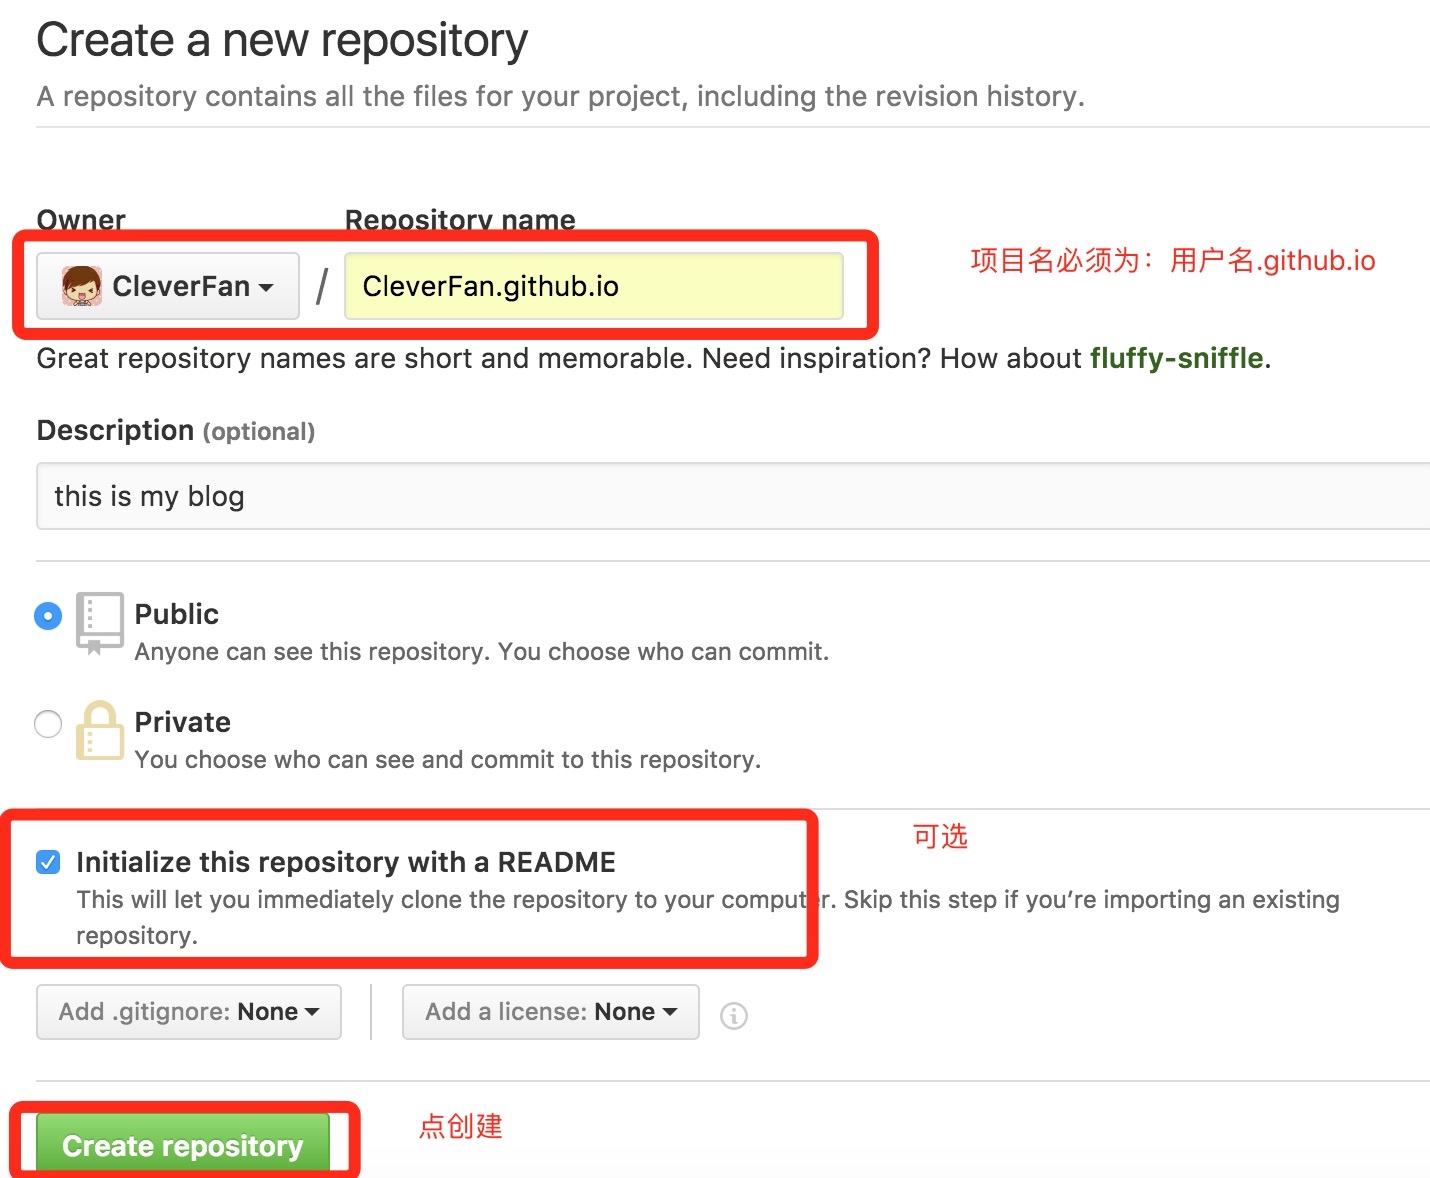 Create a new repository
A repository contains all the files for your project, including the revision history.
Owner Repository name
项目名必须为：用户名.github.io
CleverFan / CleverFan.github.io
Great repository names are short and memorable. Need inspiration? How about fluffy-sniffle.
Description (optional)
this is my blog
Public
Anyone can see this repository. You choose who can commit.
Private
You choose who can see and commit to this repository.
可选
Initialize this repository with a README
This will let you immediately clone the repository to your computer. Skip this step if you’re importing an existing
repository.
Add .gitignore: None Add a license: None
点创建
Create repository